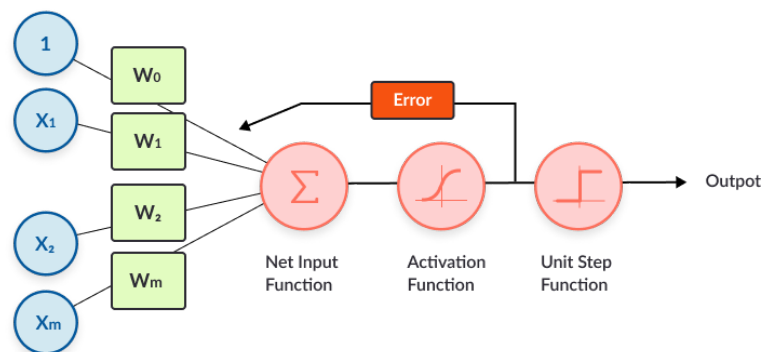 1
W₀
Error
X₁
W₁
Σ
Outpot
W₂
X₂
Net Input
Function
Activation
Function
Unit Step
Function
Wm
Xm